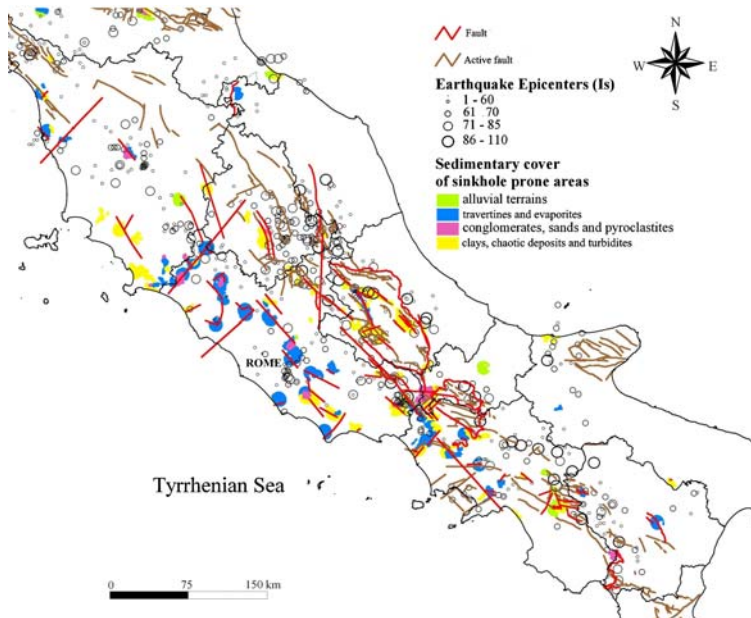 Fault
Active fault
Earthquake Epicenters (Is)
1 - 60
61 70
71 - 85
86 - 110
Sedimentary cover
of sinkhole prone areas
alluvial terrains
travertines and evaporites
conglomerates, sands and pyroclastites
clays, chaotic deposits and turbidites
N
W E
S
ROME
Tyrrhenian Sea
0 75 150 km